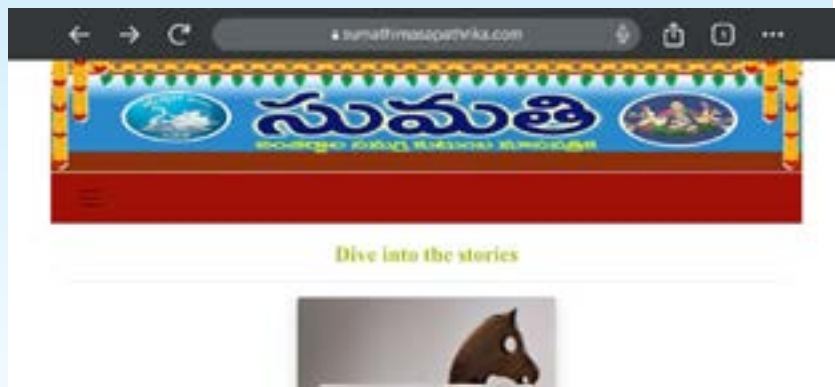 sumathimasapathrika.com
సుమతి
Dive into the stories